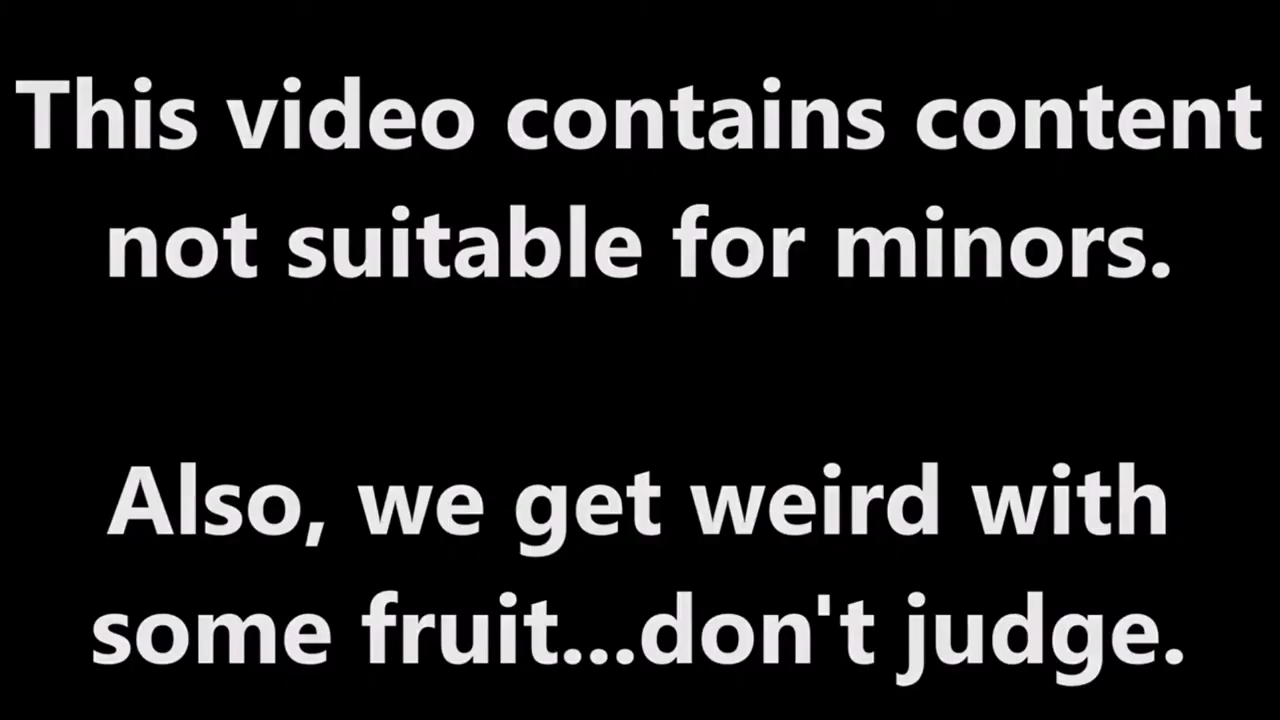 This video contains content
not suitable for minors.
Also, we get weird with
some fruit...don't judge.